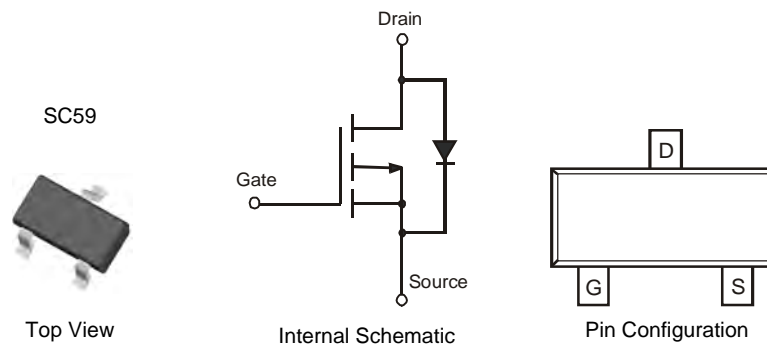 Drain
SC59
D
Gate
G
S
Source
Top View
Internal Schematic
Pin Configuration